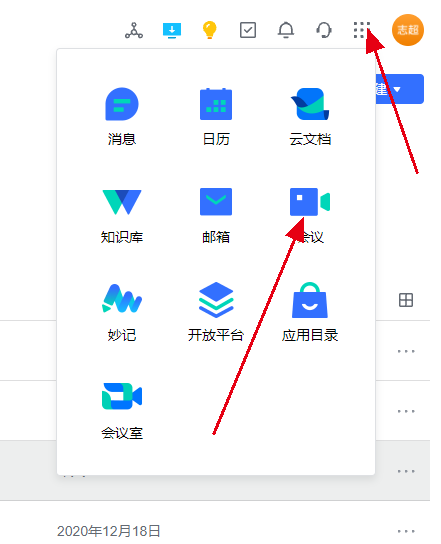 志超
建
消息
日历
云文档
知识库
邮箱
会议
妙记
开放平台
应用目录
会议室
2020年12月18日